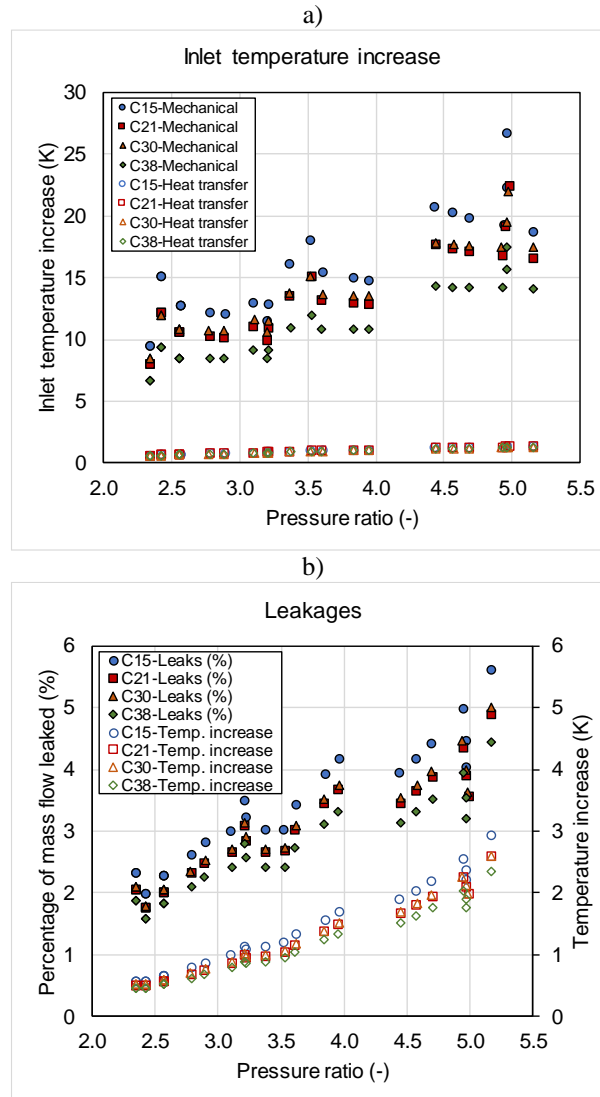 a)
Inlet temperature increase
30
25
20
15
10
5
0
Inlet temperature increase (K)
C15-Mechanical
C21-Mechanical
C30-Mechanical
C38-Mechanical
C15-Heat transfer
C21-Heat transfer
C30-Heat transfer
C38-Heat transfer
2.0 2.5 3.0 3.5 4.0 4.5 5.0 5.5
Pressure ratio (-)
b)
Leakages
6
5
4
3
2
1
0
Percentage of mass flow leaked (%)
C15-Leaks (%)
C21-Leaks (%)
C30-Leaks (%)
C38-Leaks (%)
C15-Temp. increase
C21-Temp. increase
C30-Temp. increase
C38-Temp. increase
6
5
4
3
2
1
0
Temperature increase (K)
2.0 2.5 3.0 3.5 4.0 4.5 5.0 5.5
Pressure ratio (-)